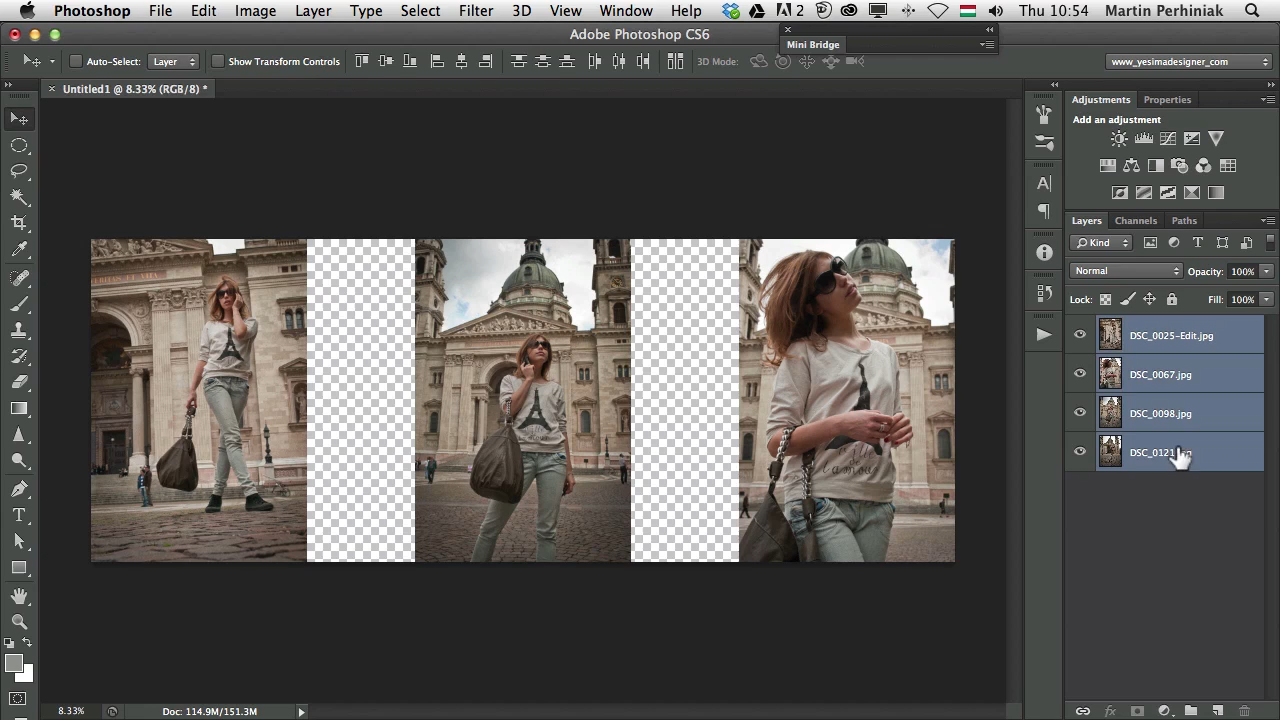 Photoshop File Edit Image Layer Type Select Filter 3D View Window Help 2 Thu 10:54 Martin Perhiniak
Adobe Photoshop CS6
Mini Bridge
Auto-Select: Layer Show Transform Controls 3D Mode: www_yesimadesigner_com
Untitled1 @ 8.33% (RGB/8) *
Adjustments Properties
Add an adjustment
Layers Channels Paths
Kind
Normal Opacity: 100%
Lock: Fill: 100%
DSC_0025-Edit.jpg
DSC_0067.jpg
DSC_0098.jpg
DSC_0121
8.33% Doc: 114.9M/151.3M